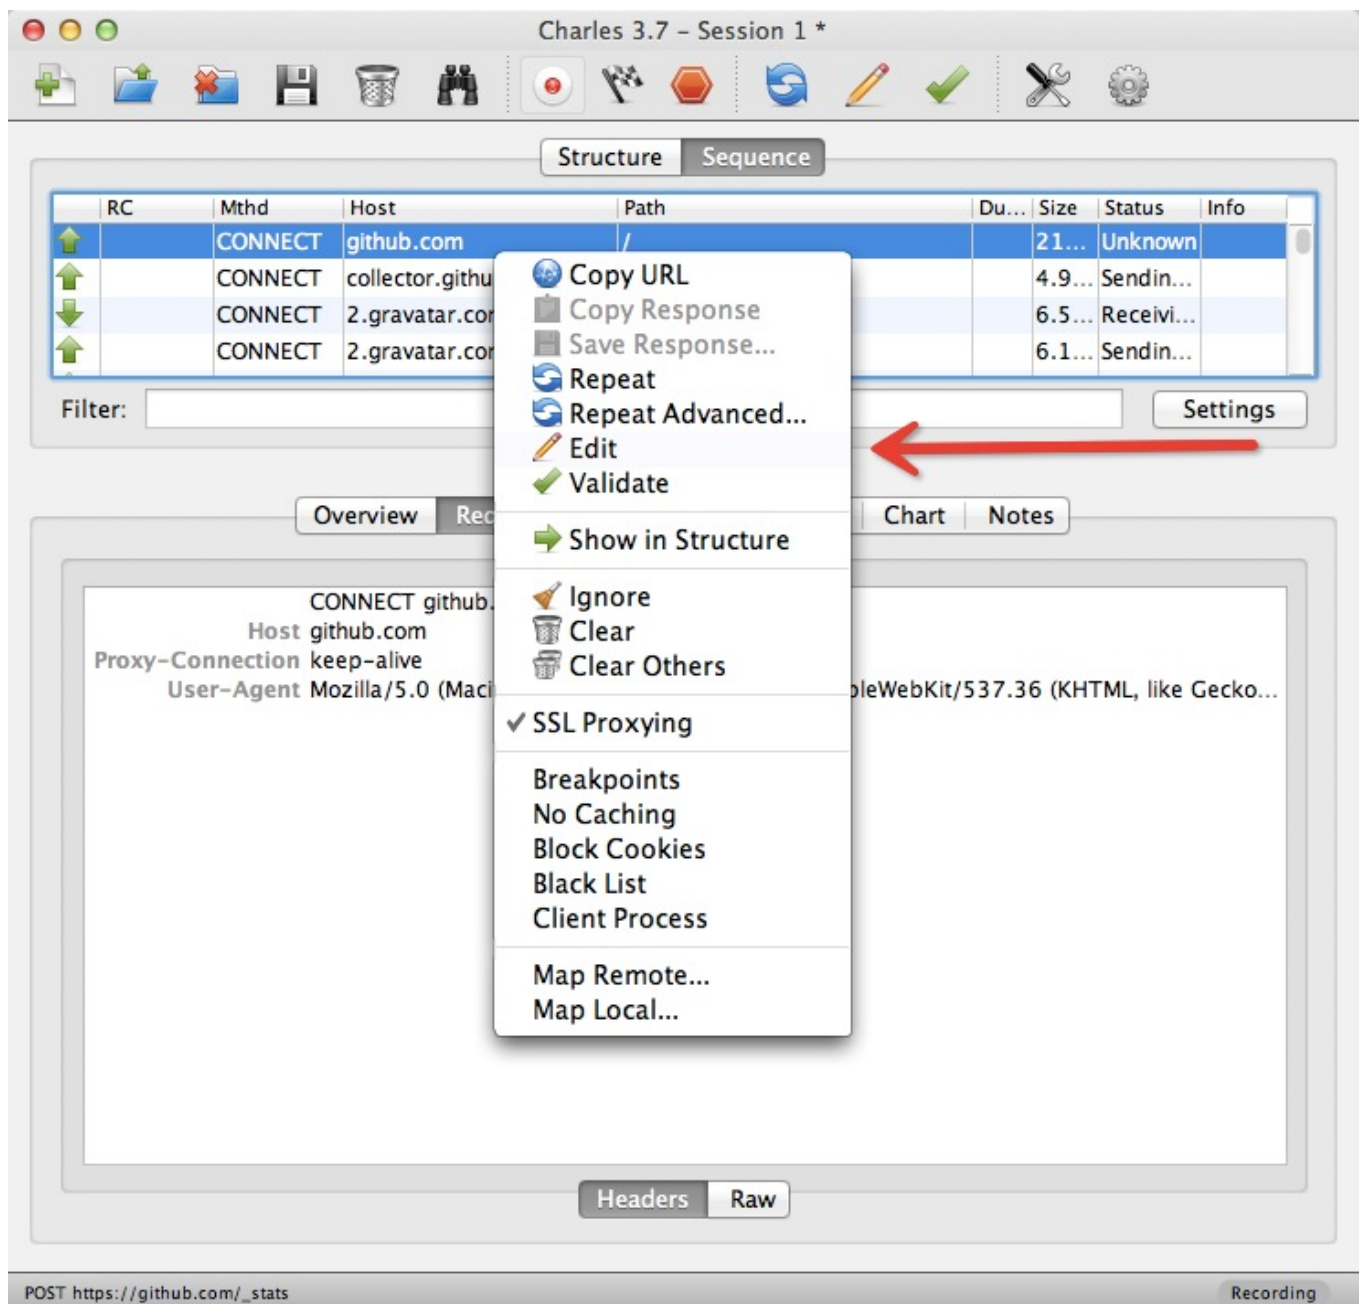 Charles 3.7 – Session 1 *
Structure Sequence
RC Mthd Host Path Du... Size Status Info
CONNECT github.com / 21... Unknown
CONNECT collector.githu 4.9... Sendin...
CONNECT 2.gravatar.com 6.5... Receivi...
CONNECT 2.gravatar.com 6.1... Sendin...
Filter: Settings
Copy URL
Copy Response
Save Response...
Repeat
Repeat Advanced...
Edit
Validate
Show in Structure
Ignore
Clear
Clear Others
SSL Proxying
Breakpoints
No Caching
Block Cookies
Black List
Client Process
Map Remote...
Map Local...
Overview Req Chart Notes
CONNECT github.
Host github.com
Proxy-Connection keep-alive
User-Agent Mozilla/5.0 (Maci bleWebKit/537.36 (KHTML, like Gecko...
Headers Raw
POST https://github.com/_stats Recording